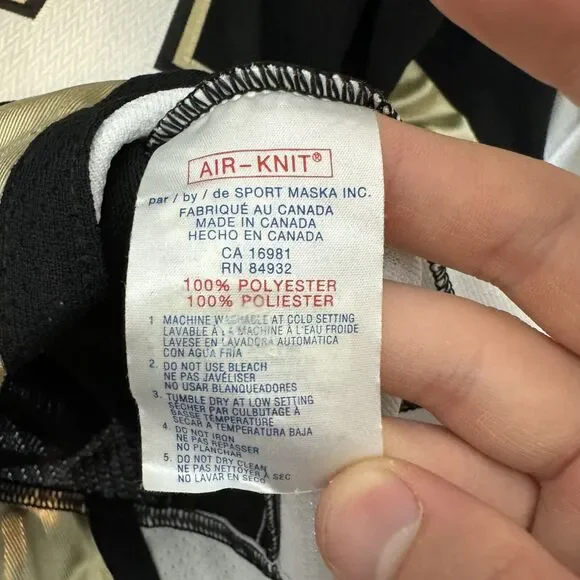 AIR-KNIT®
par / by / de SPORT MASKA INC.
FABRIQUÉ AU CANADA
MADE IN CANADA
HECHO EN CANADA
CA 16981
RN 84932
100% POLYESTER
100% POLIESTER
1 MACHINE WASHABLE AT COLD SETTING
LAVABLE À LA MACHINE À L'EAU FROIDE
LAVESE EN LAVADORA AUTOMATICA
CON AGUA FRIA
2. DO NOT USE BLEACH
NE PAS JAVÉLISER
NO USAR BLANQUEADORES
3. TUMBLE DRY AT LOW SETTING
SÉCHER PAR CULBUTAGE À
BASSE TEMPÉRATURE
SECAR A TEMPERATURA BAJA
4. DO NOT IRON
NE PAS REPASSER
NO PLANCHAR
5. DO NOT DRY CLEAN
NE PAS NETTOYER À SEC
NO LAVAR EN SECO